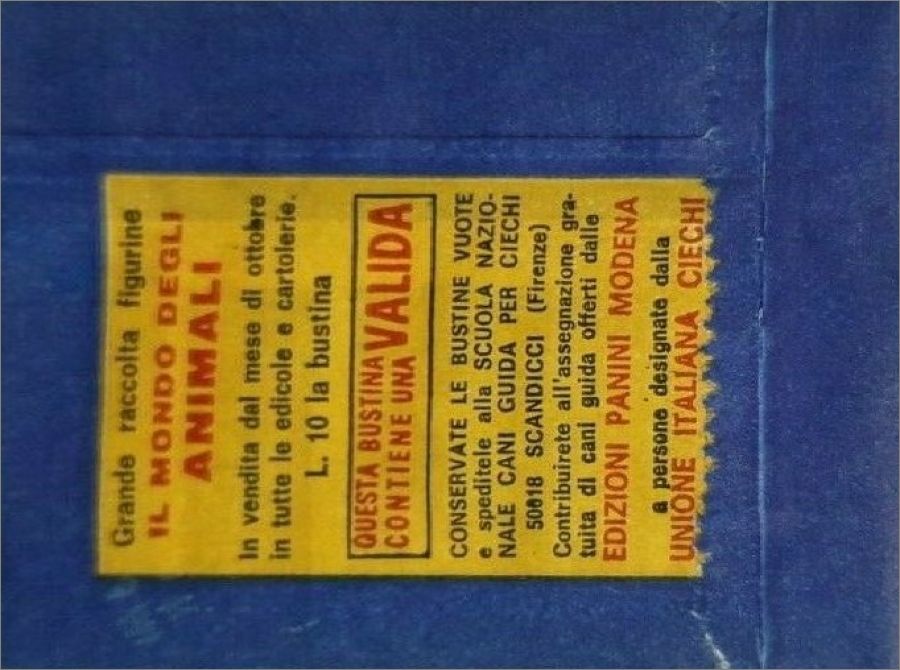 Grande raccolta figurine
IL MONDO DEGLI
ANIMALI
In vendita dal mese di ottobre
in tutte le edicole e cartolerie.
L. 10 la bustina
QUESTA BUSTINA
CONTIENE UNA VALIDA
CONSERVATE LE BUSTINE VUOTE
e speditele alla SCUOLA NAZIO-
NALE CANI GUIDA PER CIECHI
50018 SCANDICCI (Firenze)
Contribuirete all'assegnazione gra-
tuita di cani guida offerti dalle
EDIZIONI PANINI MODENA
a persone designate dalla
UNIONE ITALIANA CIECHI